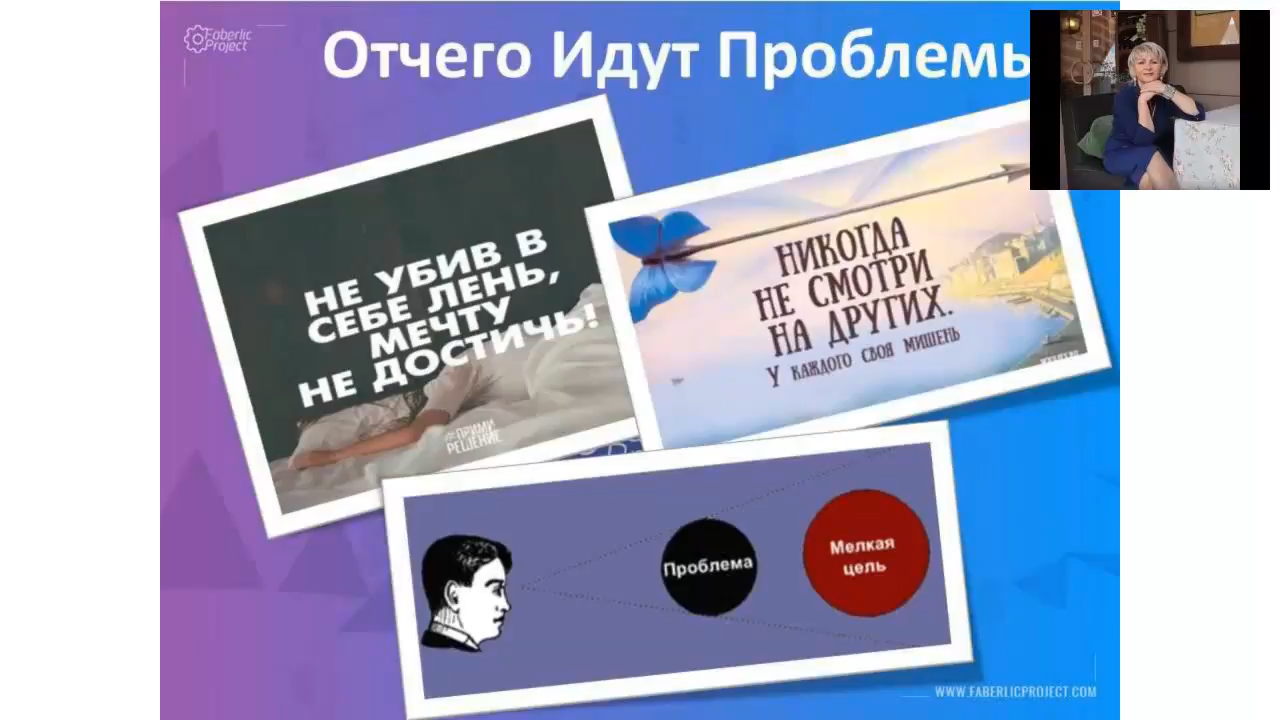 Faberlic
Project
Отчего Идут Проблемы
НЕ УБИВ В
СЕБЕ ЛЕНЬ,
МЕЧТУ
НЕ ДОСТИЧЬ!
#ПРИМИ
РЕШЕНИЕ
НИКОГДА
НЕ СМОТРИ
НА ДРУГИХ.
У КАЖДОГО СВОЯ МИШЕНЬ
Проблема
Мелкая
цель
WWW.FABERLICPROJECT.COM